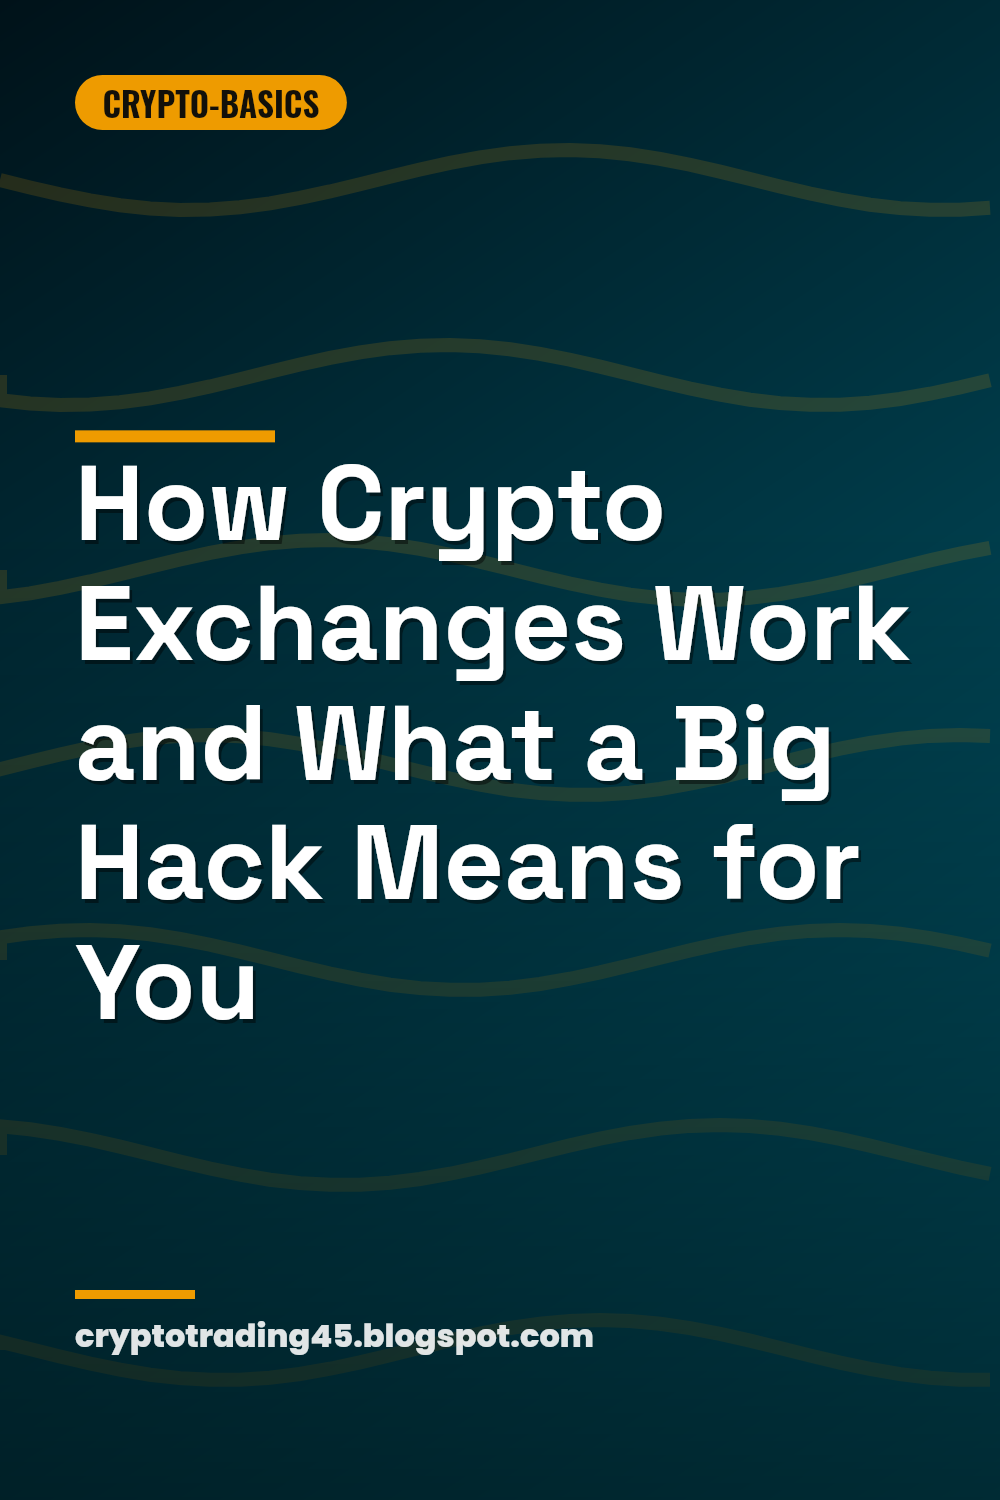 CRYPTO-BASICS
How Crypto
Exchanges Work
and What a Big
Hack Means for
You
cryptotrading45.blogspot.com